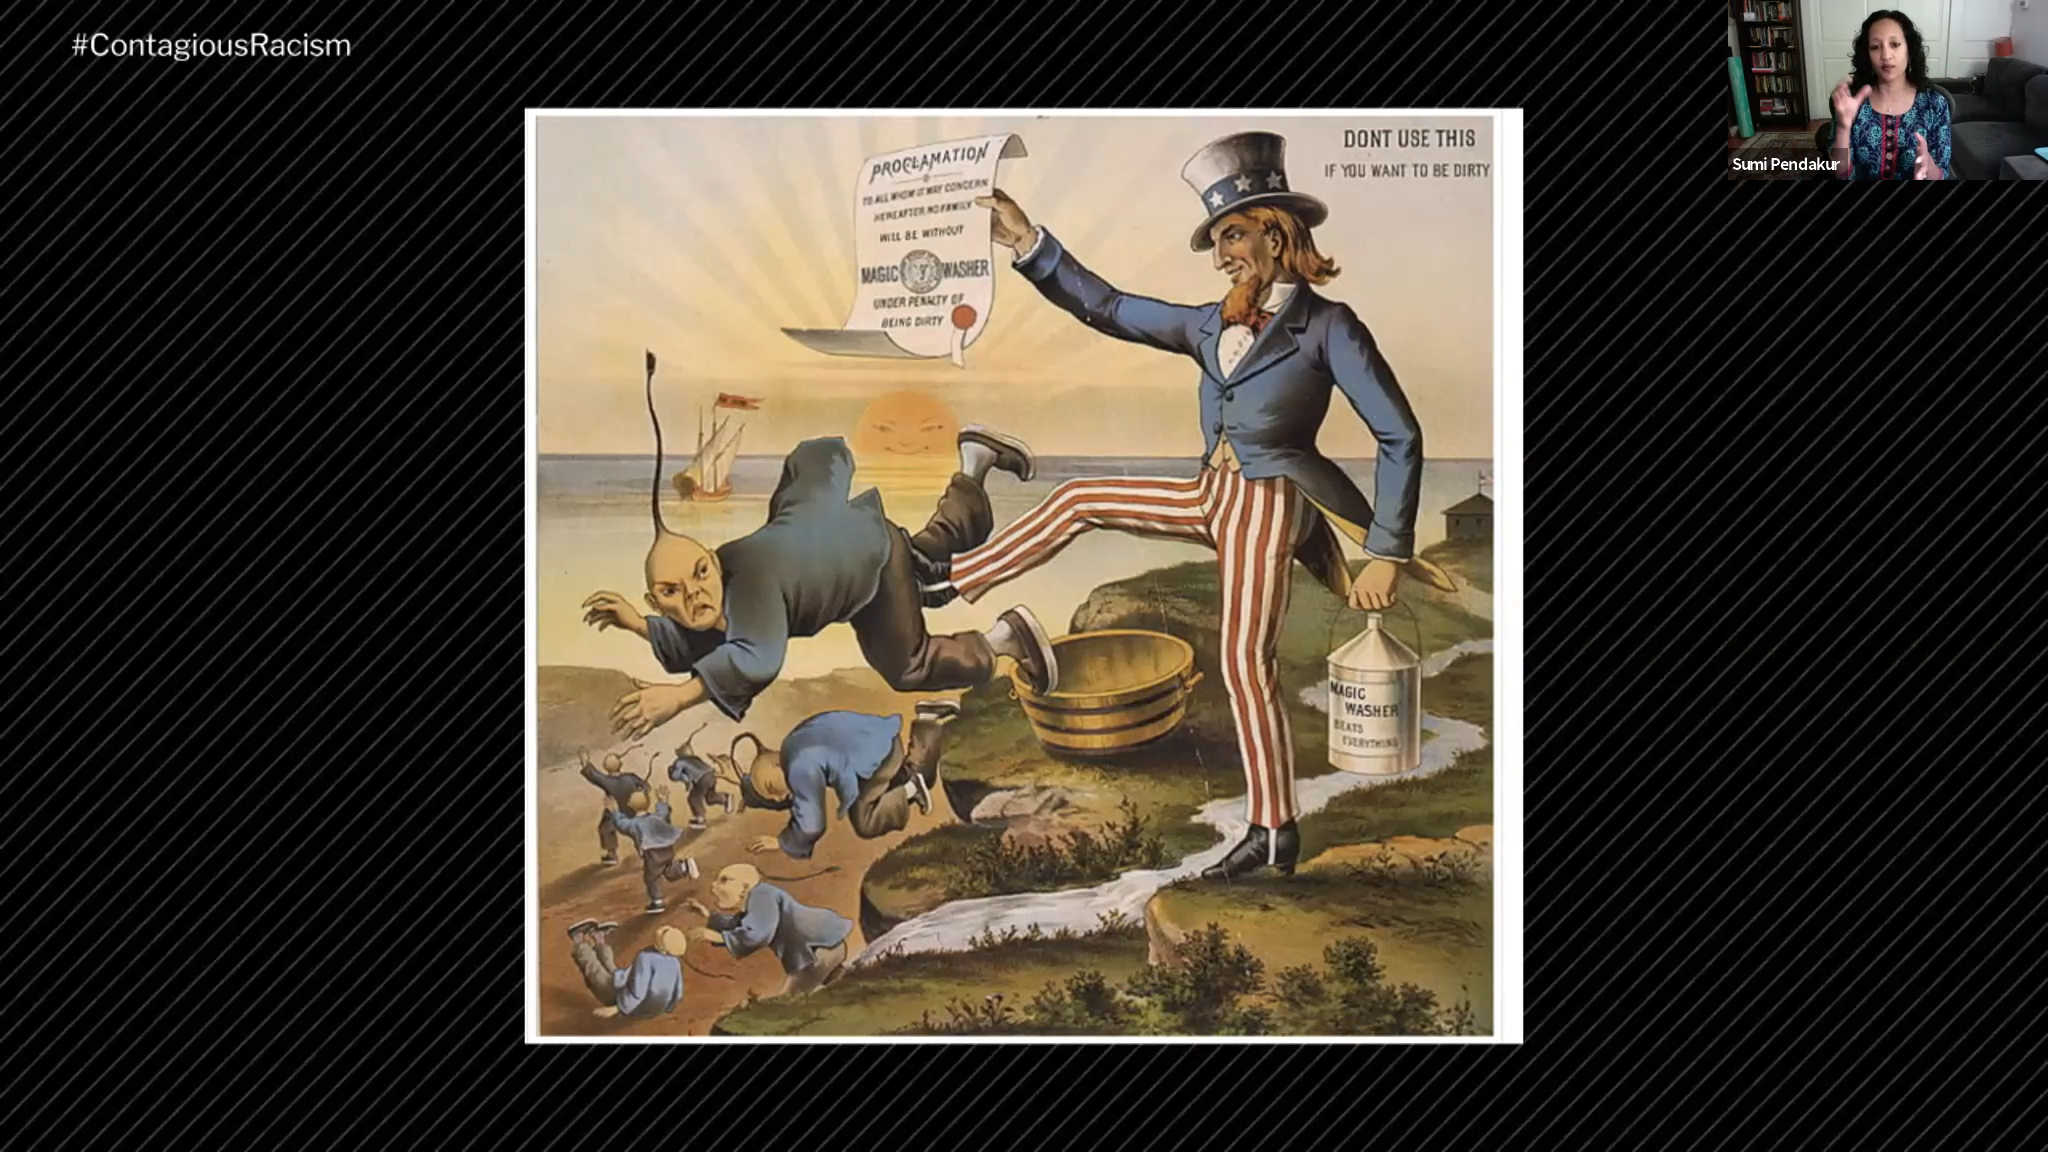 #ContagiousRacism
Sumi Pendakur
DONT USE THIS
IF YOU WANT TO BE DIRTY
PROCLAMATION
TO ALL WHOM IT MAY CONCERN
HEREAFTER NO FAMILY
WILL BE WITHOUT
MAGIC WASHER
UNDER PENALTY OF
BEING DIRTY
MAGIC
WASHER
BEATS
EVERYTHING